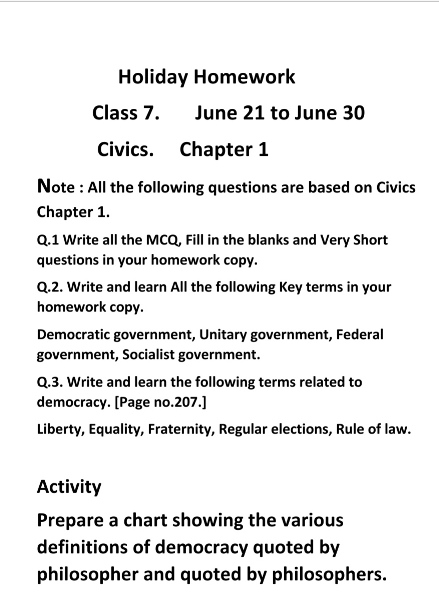 Holiday Homework
Class 7. June 21 to June 30
Civics. Chapter 1
Note : All the following questions are based on Civics
Chapter 1.
Q.1 Write all the MCQ, Fill in the blanks and Very Short
questions in your homework copy.
Q.2. Write and learn All the following Key terms in your
homework copy.
Democratic government, Unitary government, Federal
government, Socialist government.
Q.3. Write and learn the following terms related to
democracy. [Page no.207.]
Liberty, Equality, Fraternity, Regular elections, Rule of law.
Activity
Prepare a chart showing the various
definitions of democracy quoted by
philosopher and quoted by philosophers.